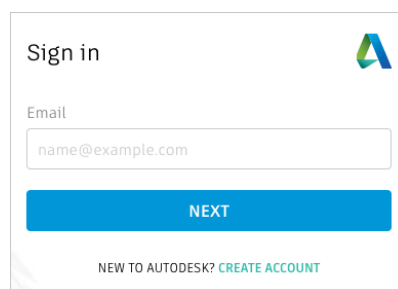 Sign in
Email
name@example.com
NEXT
NEW TO AUTODESK? CREATE ACCOUNT